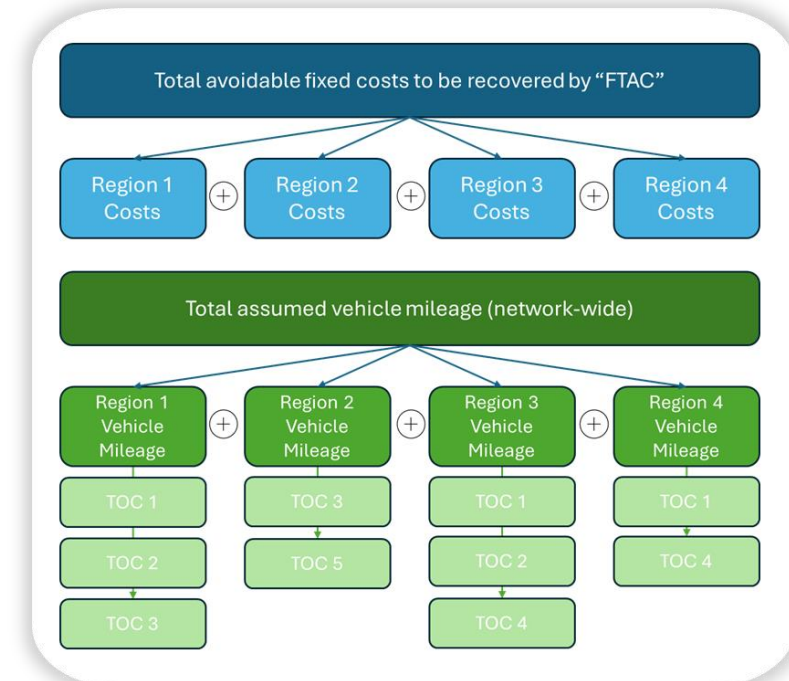 Total avoidable fixed costs to be recovered by “FTAC”
Region 1
Costs
+
Region 2
Costs
+
Region 3
Costs
+
Region 4
Costs
Total assumed vehicle mileage (network-wide)
Region 1
Vehicle
Mileage
+
Region 2
Vehicle
Mileage
+
Region 3
Vehicle
Mileage
+
Region 4
Vehicle
Mileage
TOC 1
TOC 3
TOC 1
TOC 1
TOC 2
TOC 5
TOC 2
TOC 4
TOC 3
TOC 4